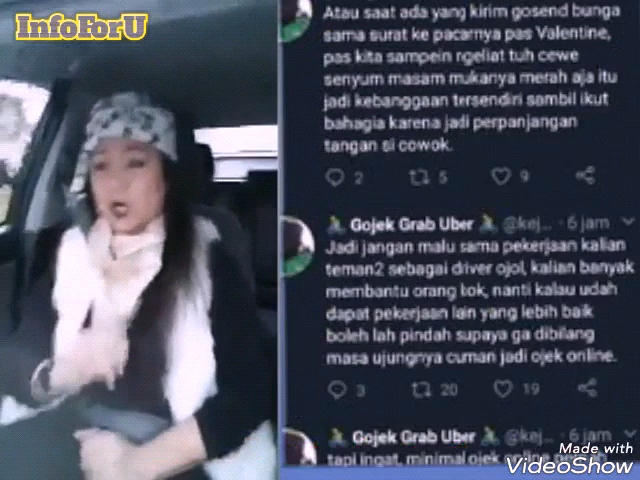 InfoForU
Atau saat ada yang kirim gosend bunga
sama surat ke pacarnya pas Valentine,
pas kita sampein ngeliat tuh cewe
senyum masam mukanya merah aja itu
jadi kebanggaan tersendiri sambil ikut
bahagia karena jadi perpanjangan
tangan si cowok.
2 5 9
Gojek Grab Uber @kej... · 6 jam
Jadi jangan malu sama pekerjaan kalian
teman2 sebagai driver ojol, kalian banyak
membantu orang kok, nanti kalau udah
dapat pekerjaan lain yang lebih baik
boleh lah pindah supaya ga dibilang
masa ujungnya cuman jadi ojek online.
3 20 19
Gojek Grab Uber @kej... · 6 jam
tapi ingat, minimal ojek online
Made with
VideoShow